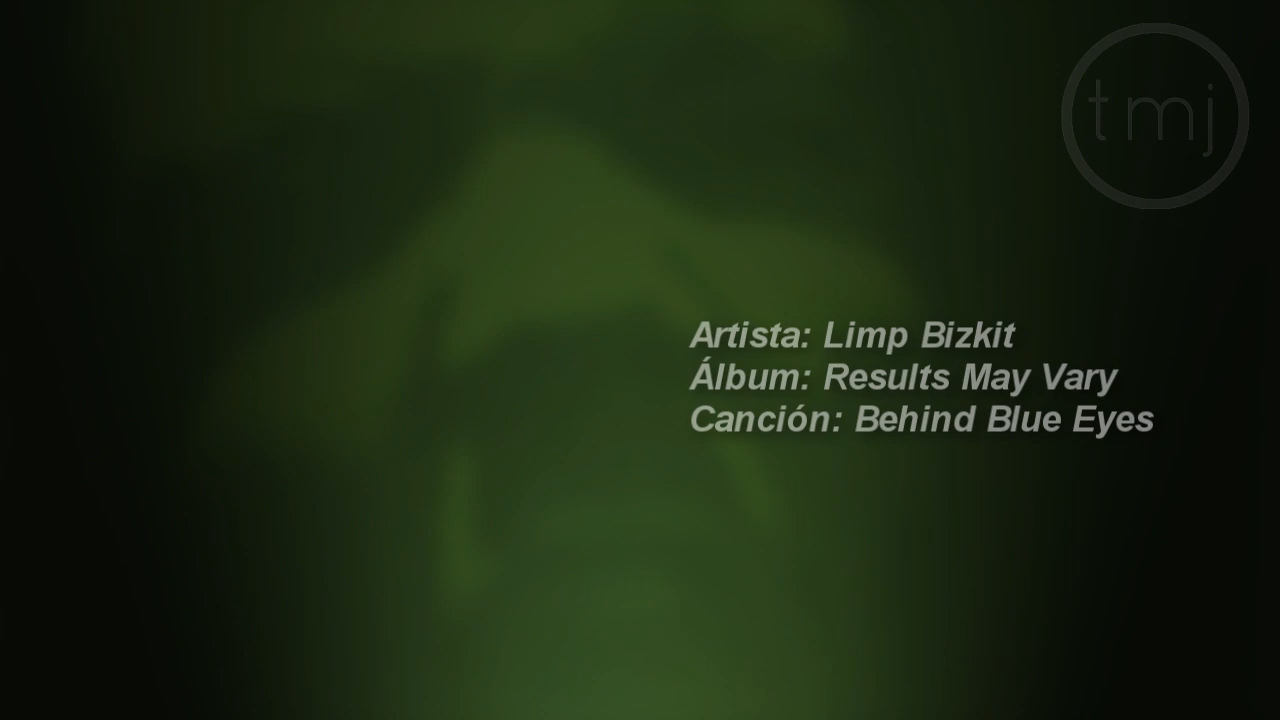 tmj
Artista: Limp Bizkit
Álbum: Results May Vary
Canción: Behind Blue Eyes